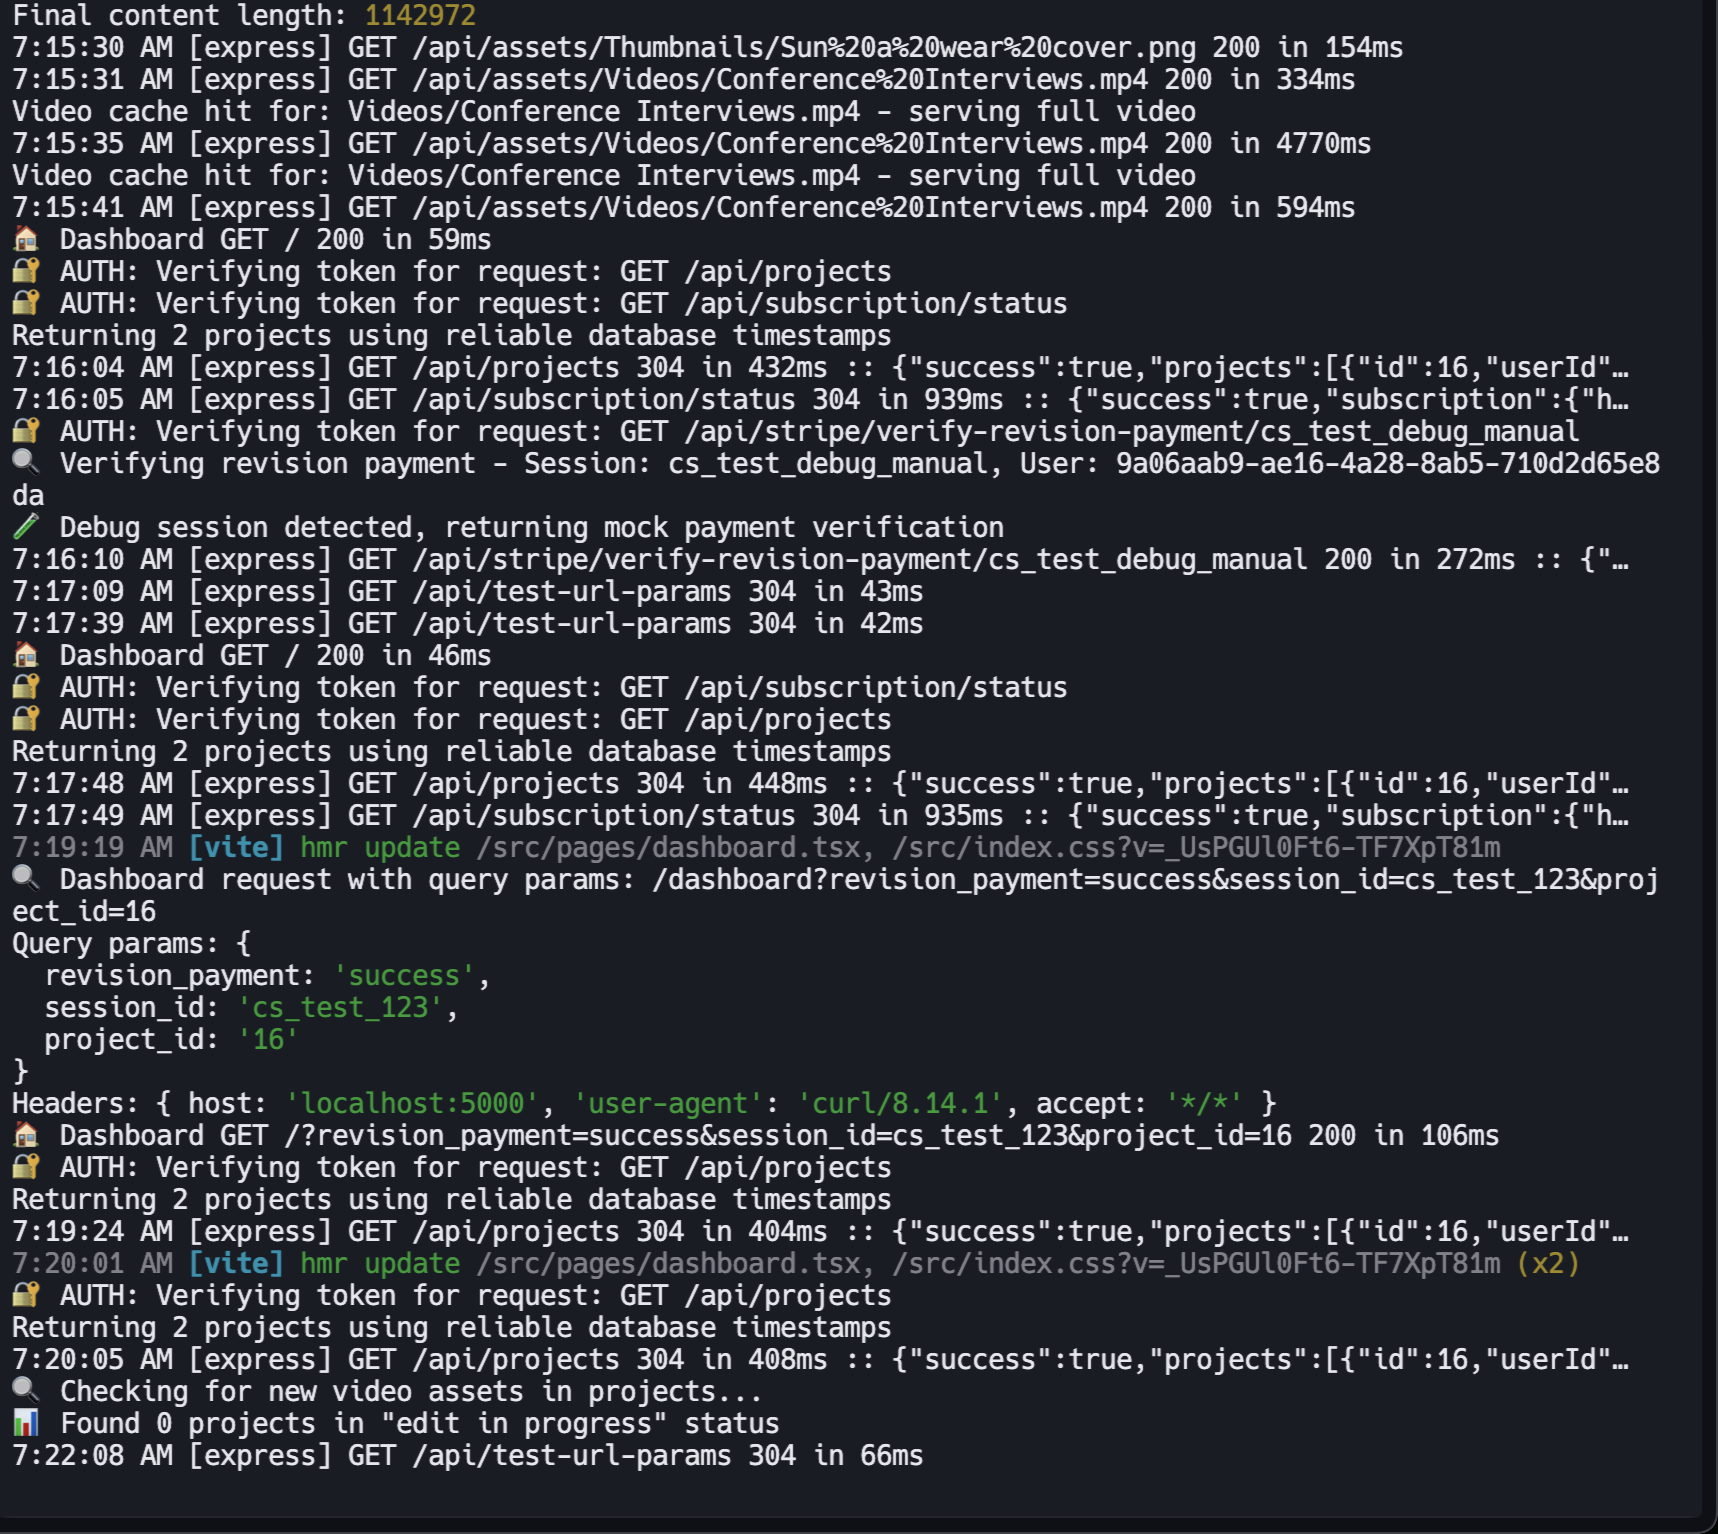 Final content length: 1142972
7:15:30 AM [express] GET /api/assets/Thumbnails/Sun%20a%20wear%20cover.png 200 in 154ms
7:15:31 AM [express] GET /api/assets/Videos/Conference%20Interviews.mp4 200 in 334ms
Video cache hit for: Videos/Conference Interviews.mp4 - serving full video
7:15:35 AM [express] GET /api/assets/Videos/Conference%20Interviews.mp4 200 in 4770ms
Video cache hit for: Videos/Conference Interviews.mp4 - serving full video
7:15:41 AM [express] GET /api/assets/Videos/Conference%20Interviews.mp4 200 in 594ms
🏠 Dashboard GET / 200 in 59ms
🔐 AUTH: Verifying token for request: GET /api/projects
🔐 AUTH: Verifying token for request: GET /api/subscription/status
Returning 2 projects using reliable database timestamps
7:16:04 AM [express] GET /api/projects 304 in 432ms :: {"success":true,"projects":[{"id":16,"userId"…
7:16:05 AM [express] GET /api/subscription/status 304 in 939ms :: {"success":true,"subscription":{"h…
🔐 AUTH: Verifying token for request: GET /api/stripe/verify-revision-payment/cs_test_debug_manual
🔍 Verifying revision payment - Session: cs_test_debug_manual, User: 9a06aab9-ae16-4a28-8ab5-710d2d65e8
da
🧪 Debug session detected, returning mock payment verification
7:16:10 AM [express] GET /api/stripe/verify-revision-payment/cs_test_debug_manual 200 in 272ms :: {"…
7:17:09 AM [express] GET /api/test-url-params 304 in 43ms
7:17:39 AM [express] GET /api/test-url-params 304 in 42ms
🏠 Dashboard GET / 200 in 46ms
🔐 AUTH: Verifying token for request: GET /api/subscription/status
🔐 AUTH: Verifying token for request: GET /api/projects
Returning 2 projects using reliable database timestamps
7:17:48 AM [express] GET /api/projects 304 in 448ms :: {"success":true,"projects":[{"id":16,"userId"…
7:17:49 AM [express] GET /api/subscription/status 304 in 935ms :: {"success":true,"subscription":{"h…
7:19:19 AM [vite] hmr update /src/pages/dashboard.tsx, /src/index.css?v=_UsPGUl0Ft6-TF7XpT81m
🔍 Dashboard request with query params: /dashboard?revision_payment=success&session_id=cs_test_123&proj
ect_id=16
Query params: {
  revision_payment: 'success',
  session_id: 'cs_test_123',
  project_id: '16'
}
Headers: { host: 'localhost:5000', 'user-agent': 'curl/8.14.1', accept: '*/*' }
🏠 Dashboard GET /?revision_payment=success&session_id=cs_test_123&project_id=16 200 in 106ms
🔐 AUTH: Verifying token for request: GET /api/projects
Returning 2 projects using reliable database timestamps
7:19:24 AM [express] GET /api/projects 304 in 404ms :: {"success":true,"projects":[{"id":16,"userId"…
7:20:01 AM [vite] hmr update /src/pages/dashboard.tsx, /src/index.css?v=_UsPGUl0Ft6-TF7XpT81m (x2)
🔐 AUTH: Verifying token for request: GET /api/projects
Returning 2 projects using reliable database timestamps
7:20:05 AM [express] GET /api/projects 304 in 408ms :: {"success":true,"projects":[{"id":16,"userId"…
🔍 Checking for new video assets in projects...
📊 Found 0 projects in "edit in progress" status
7:22:08 AM [express] GET /api/test-url-params 304 in 66ms